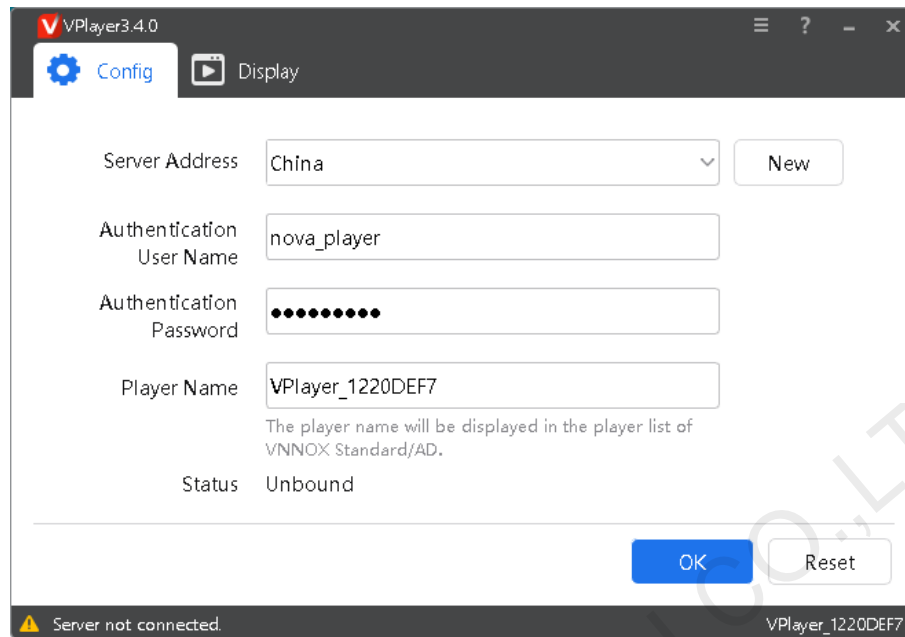 VPlayer3.4.0
Config
Display
Server Address
China
New
Authentication
User Name
nova_player
Authentication
Password
Player Name
VPlayer_1220DEF7
The player name will be displayed in the player list of
VNNOX Standard/AD.
Status
Unbound
OK
Reset
Server not connected.
VPlayer_1220DEF7
CO.,LT